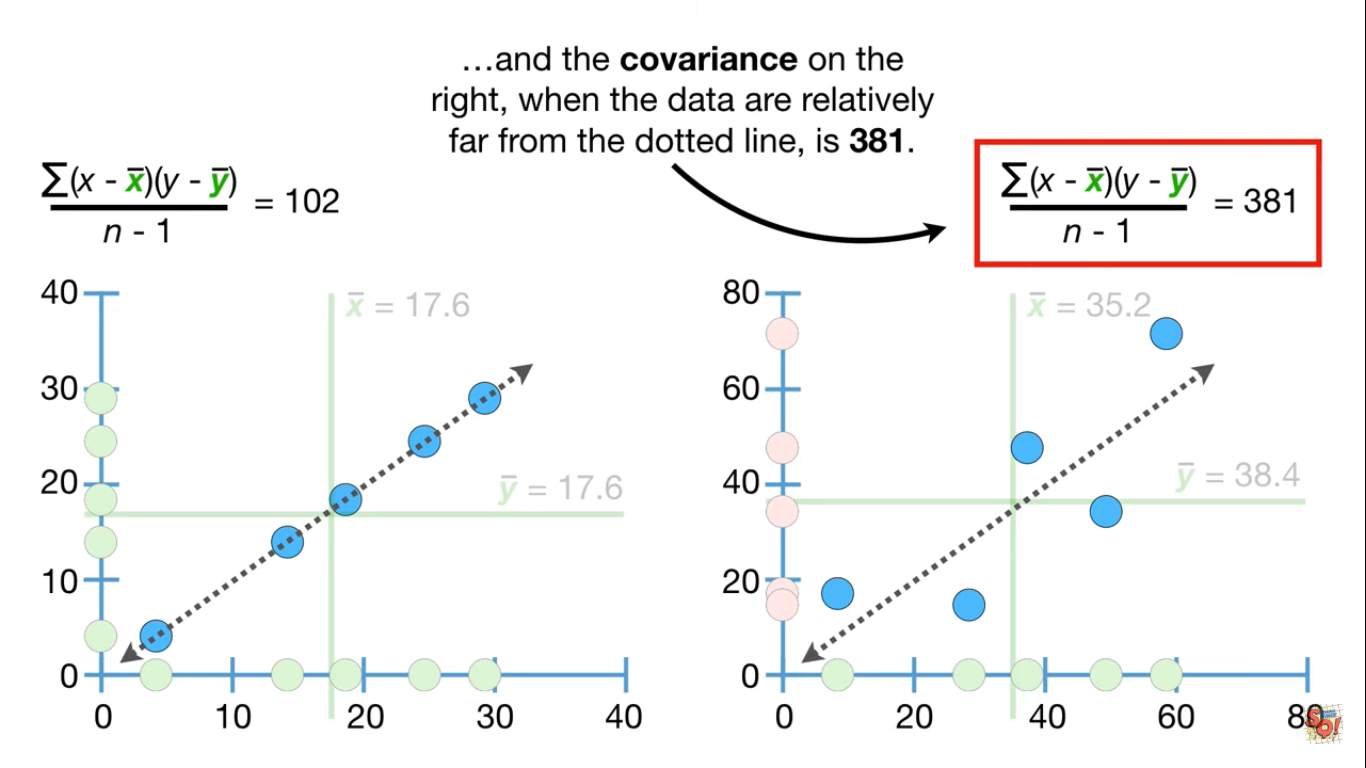 …and the covariance on the
right, when the data are relatively
far from the dotted line, is 381.
∑(x - x̅)(y - y̅)
n - 1
= 102
∑(x - x̅)(y - y̅)
n - 1
= 381
40
30
20
10
0
0 10 20 30 40
x̅ = 17.6
y̅ = 17.6
80
60
40
20
0
0 20 40 60 80
x̅ = 35.2
y̅ = 38.4
SQ!